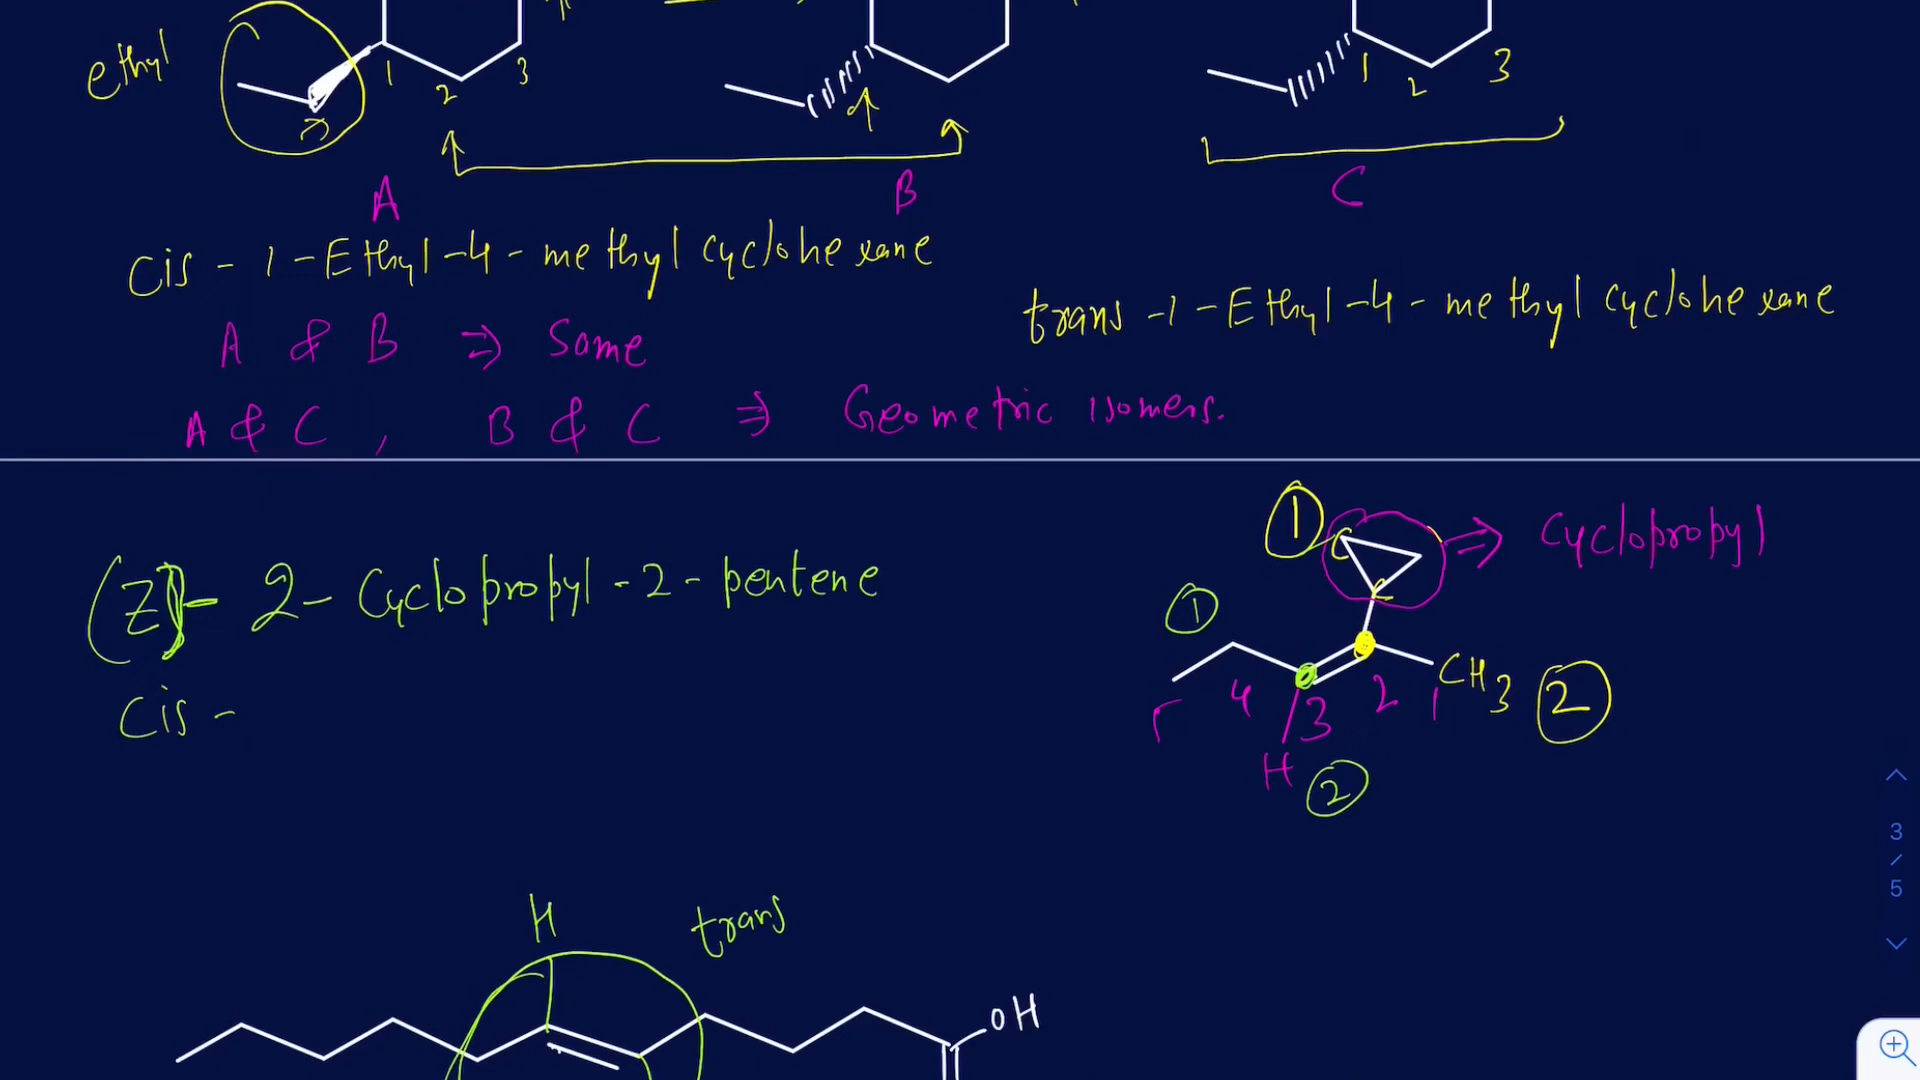 ethyl
1
2
3
1
2
3
A
B
C
Cis - 1 - Ethyl - 4 - methyl cyclohexane
trans - 1 - Ethyl - 4 - methyl cyclohexane
A & B ⇒ Same
A & C , B & C ⇒ Geometric isomers.
1
C
⇒ Cyclopropyl
C
(Z) - 2 - Cyclopropyl - 2 - pentene
1
CH3
2
5 4 3 2 1
H
2
Cis -
3
/
5
H
trans
OH